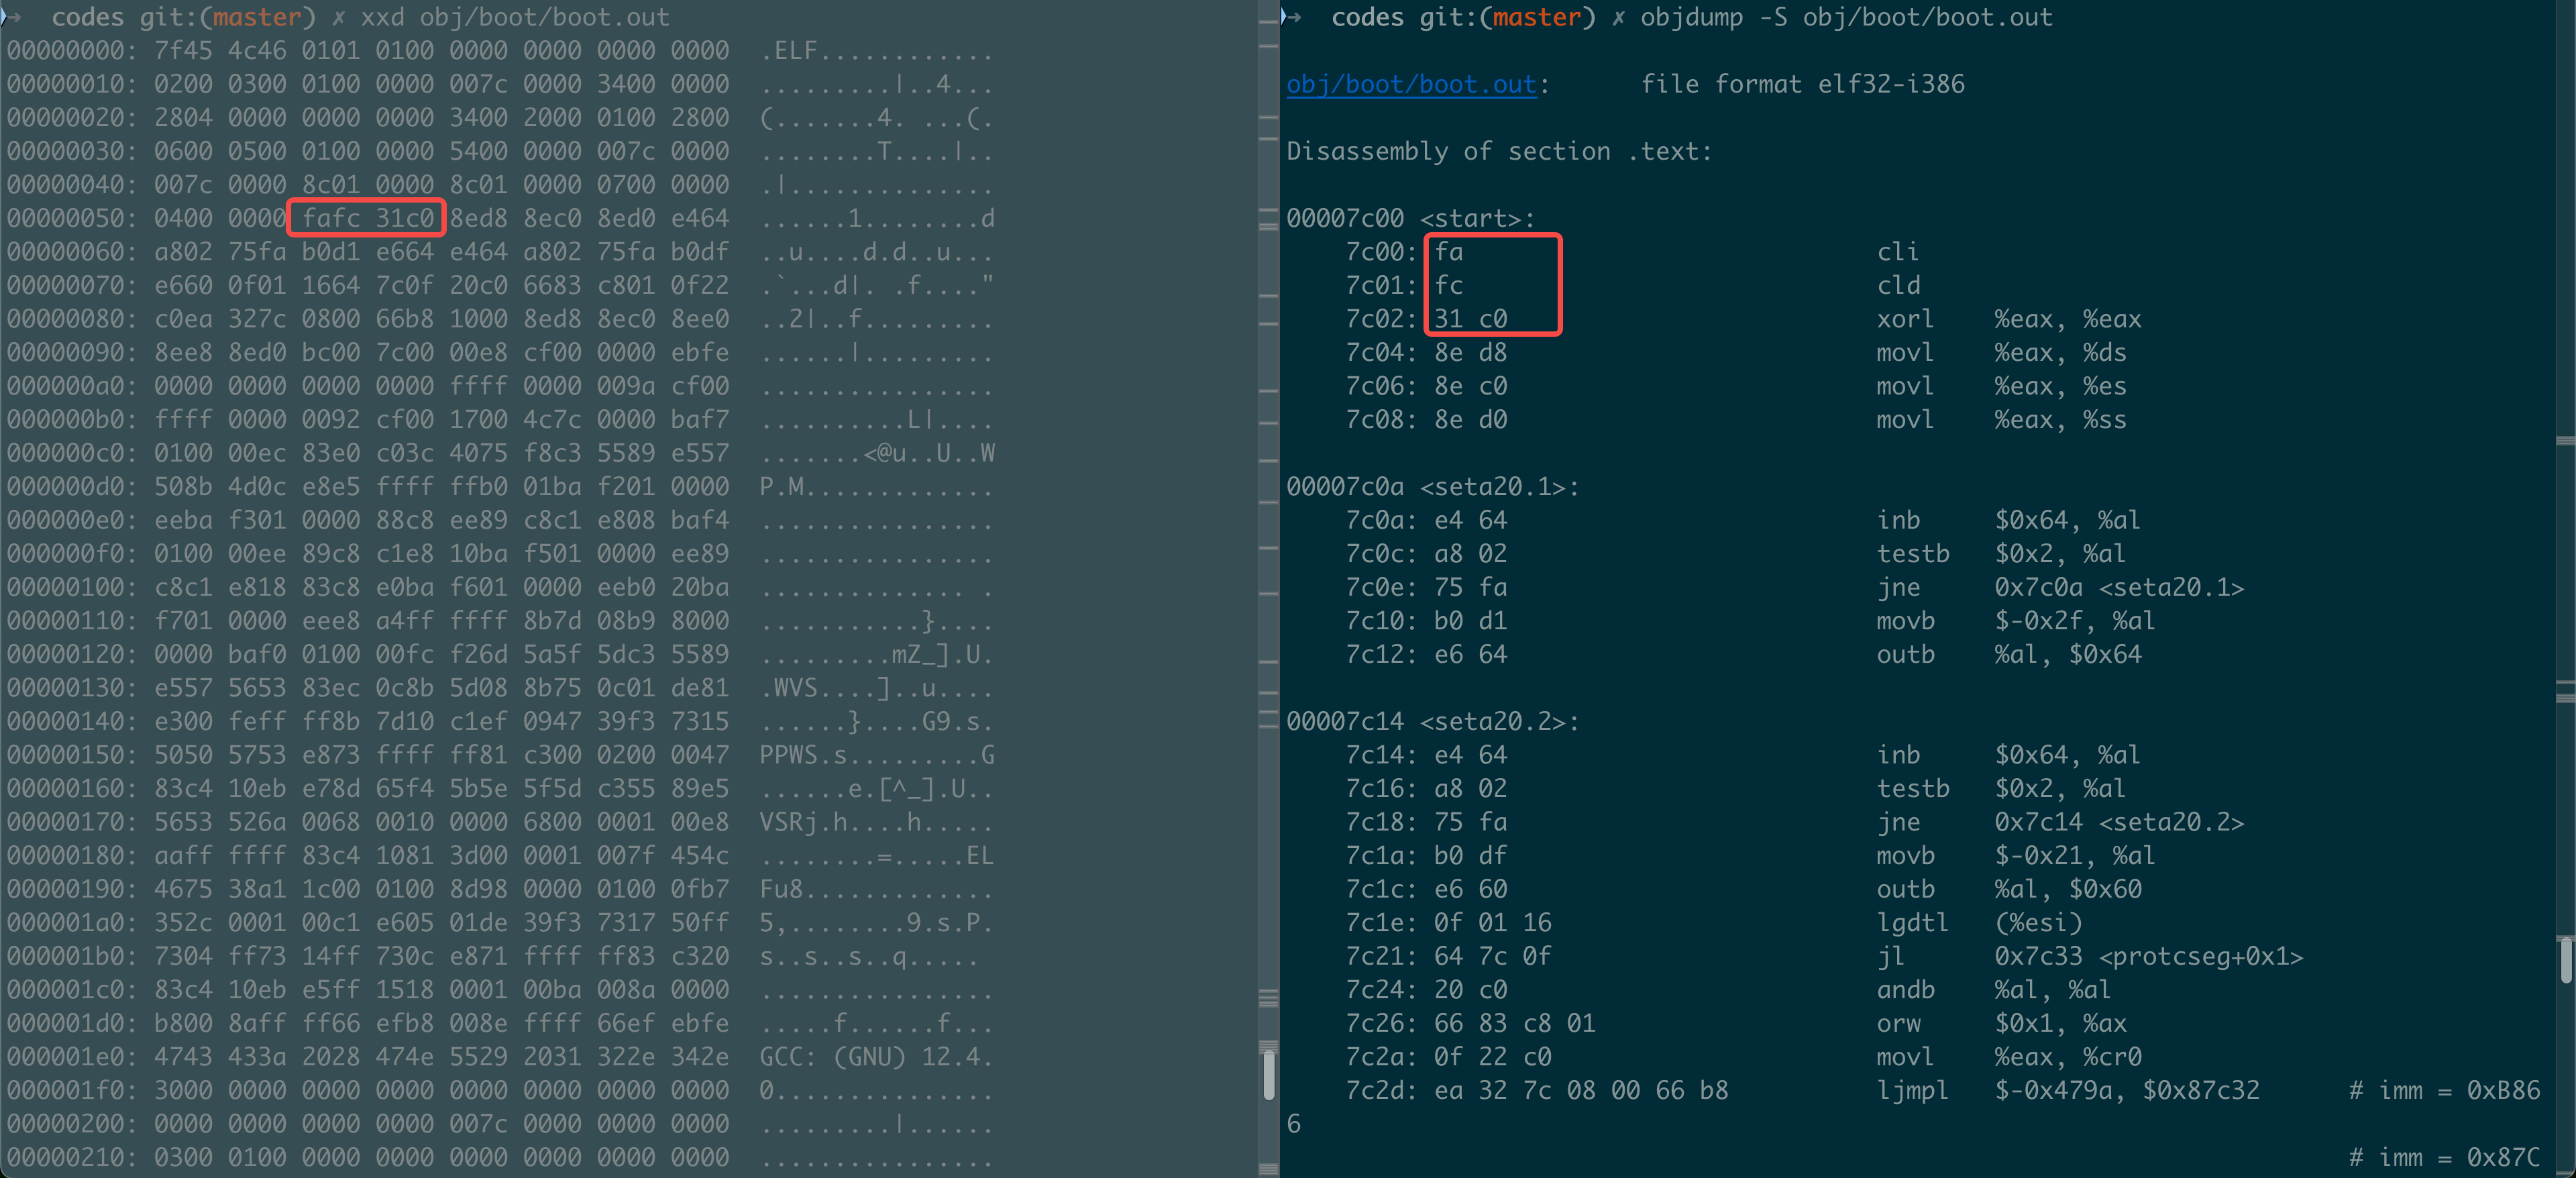 ➜  codes git:(master) ✗ xxd obj/boot/boot.out
00000000: 7f45 4c46 0101 0100 0000 0000 0000 0000  .ELF............
00000010: 0200 0300 0100 0000 007c 0000 3400 0000  .........|..4...
00000020: 2804 0000 0000 0000 3400 2000 0100 2800  (.......4. ...(.
00000030: 0600 0500 0100 0000 5400 0000 007c 0000  ........T....|..
00000040: 007c 0000 8c01 0000 8c01 0000 0700 0000  .|..............
00000050: 0400 0000 fafc 31c0 8ed8 8ec0 8ed0 e464  ......1........d
00000060: a802 75fa b0d1 e664 e464 a802 75fa b0df  ..u....d.d..u...
00000070: e660 0f01 1664 7c0f 20c0 6683 c801 0f22  .`...d|. .f...."
00000080: c0ea 327c 0800 66b8 1000 8ed8 8ec0 8ee0  ..2|..f.........
00000090: 8ee8 8ed0 bc00 7c00 00e8 cf00 0000 ebfe  ......|.........
000000a0: 0000 0000 0000 0000 ffff 0000 009a cf00  ................
000000b0: ffff 0000 0092 cf00 1700 4c7c 0000 baf7  ..........L|....
000000c0: 0100 00ec 83e0 c03c 4075 f8c3 5589 e557  .......<@u..U..W
000000d0: 508b 4d0c e8e5 ffff ffb0 01ba f201 0000  P.M.............
000000e0: eeba f301 0000 88c8 ee89 c8c1 e808 baf4  ................
000000f0: 0100 00ee 89c8 c1e8 10ba f501 0000 ee89  ................
00000100: c8c1 e818 83c8 e0ba f601 0000 eeb0 20ba  .............. .
00000110: f701 0000 eee8 a4ff ffff 8b7d 08b9 8000  ...........}....
00000120: 0000 baf0 0100 00fc f26d 5a5f 5dc3 5589  .........mZ_].U.
00000130: e557 5653 83ec 0c8b 5d08 8b75 0c01 de81  .WVS....]..u....
00000140: e300 feff ff8b 7d10 c1ef 0947 39f3 7315  ......}....G9.s.
00000150: 5050 5753 e873 ffff ff81 c300 0200 0047  PPWS.s.........G
00000160: 83c4 10eb e78d 65f4 5b5e 5f5d c355 89e5  ......e.[^_].U..
00000170: 5653 526a 0068 0010 0000 6800 0001 00e8  VSRj.h....h.....
00000180: aaff ffff 83c4 1081 3d00 0001 007f 454c  ........=.....EL
00000190: 4675 38a1 1c00 0100 8d98 0000 0100 0fb7  Fu8.............
000001a0: 352c 0001 00c1 e605 01de 39f3 7317 50ff  5,........9.s.P.
000001b0: 7304 ff73 14ff 730c e871 ffff ff83 c320  s..s..s..q..... 
000001c0: 83c4 10eb e5ff 1518 0001 00ba 008a 0000  ................
000001d0: b800 8aff ff66 efb8 008e ffff 66ef ebfe  .....f......f...
000001e0: 4743 433a 2028 474e 5529 2031 322e 342e  GCC: (GNU) 12.4.
000001f0: 3000 0000 0000 0000 0000 0000 0000 0000  0...............
00000200: 0000 0000 0000 0000 007c 0000 0000 0000  .........|......
00000210: 0300 0100 0000 0000 0000 0000 0000 0000  ................
➜  codes git:(master) ✗ objdump -S obj/boot/boot.out
obj/boot/boot.out:      file format elf32-i386
Disassembly of section .text:
00007c00 <start>:
7c00: fa                            cli
7c01: fc                            cld
7c02: 31 c0                         xorl    %eax, %eax
7c04: 8e d8                         movl    %eax, %ds
7c06: 8e c0                         movl    %eax, %es
7c08: 8e d0                         movl    %eax, %ss
00007c0a <seta20.1>:
7c0a: e4 64                         inb     $0x64, %al
7c0c: a8 02                         testb   $0x2, %al
7c0e: 75 fa                         jne     0x7c0a <seta20.1>
7c10: b0 d1                         movb    $-0x2f, %al
7c12: e6 64                         outb    %al, $0x64
00007c14 <seta20.2>:
7c14: e4 64                         inb     $0x64, %al
7c16: a8 02                         testb   $0x2, %al
7c18: 75 fa                         jne     0x7c14 <seta20.2>
7c1a: b0 df                         movb    $-0x21, %al
7c1c: e6 60                         outb    %al, $0x60
7c1e: 0f 01 16                      lgdtl   (%esi)
7c21: 64 7c 0f                      jl      0x7c33 <protcseg+0x1>
7c24: 20 c0                         andb    %al, %al
7c26: 66 83 c8 01                   orw     $0x1, %ax
7c2a: 0f 22 c0                      movl    %eax, %cr0
7c2d: ea 32 7c 08 00 66 b8          ljmpl   $-0x479a, $0x87c32      # imm = 0xB86
6
# imm = 0x87C